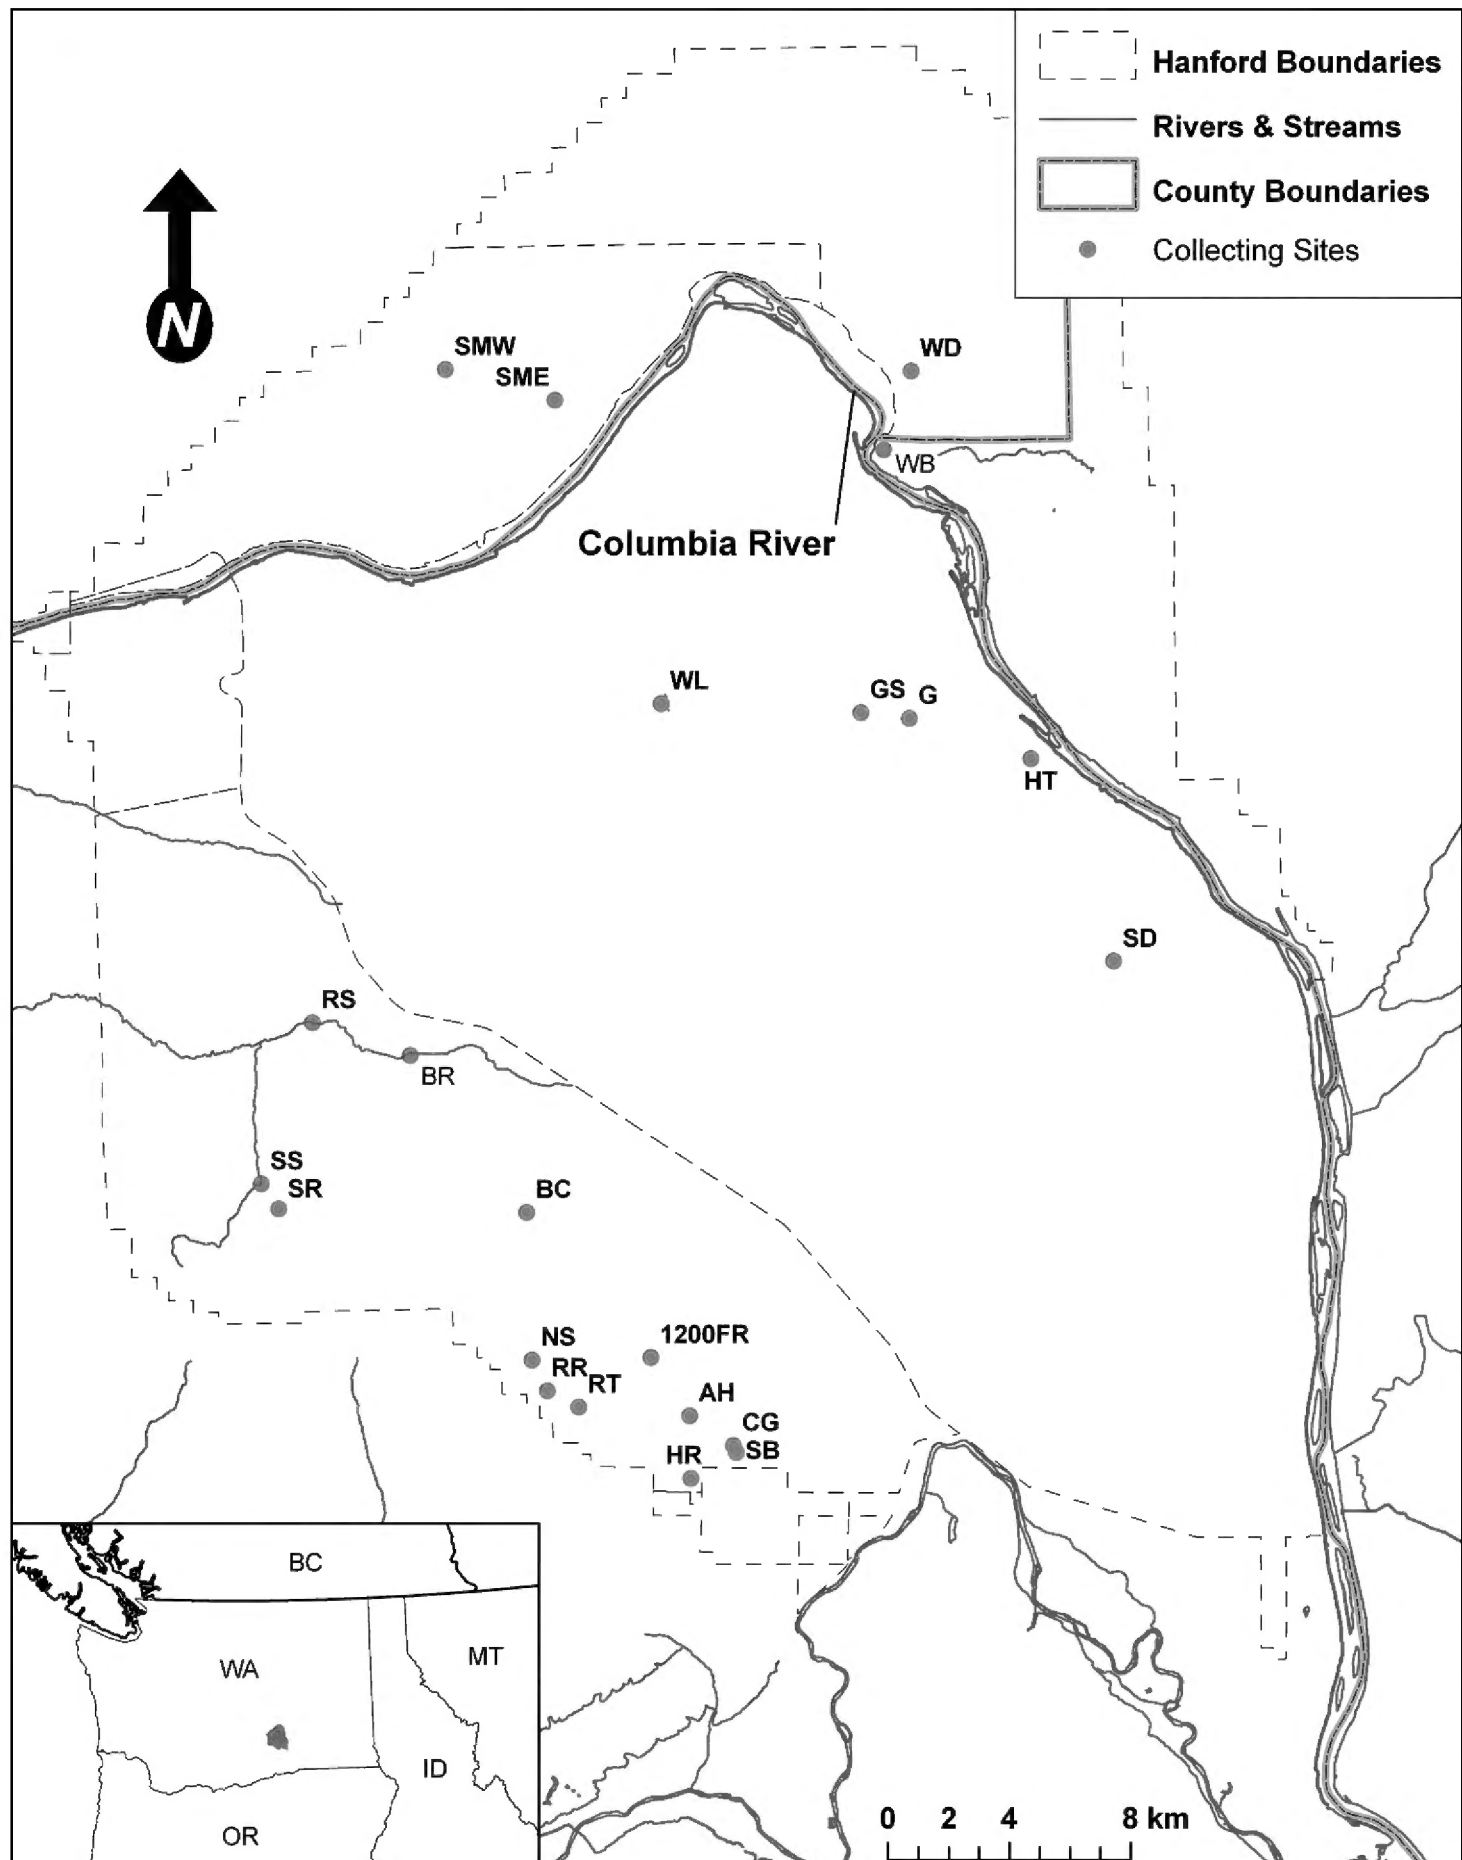 Hanford Boundaries
Rivers & Streams
County Boundaries
Collecting Sites
N
SMW
SME
WD
WB
Columbia River
WL
GS
G
HT
SD
RS
BR
SS
SR
BC
NS
1200FR
RR
RT
AH
CG
SB
HR
BC
WA
MT
ID
OR
0 2 4 8 km